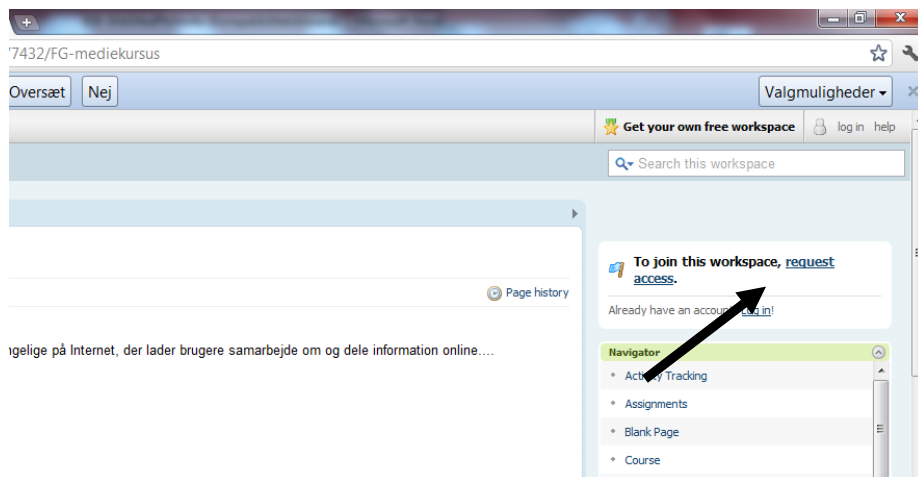 7432/FG-mediekursus
Oversæt Nej Valgmuligheder
Get your own free workspace log in help
Search this workspace
To join this workspace, request
access.
Page history
Already have an account? Log in!
ngelige på Internet, der lader brugere samarbejde om og dele information online....
Navigator
Activity Tracking
Assignments
Blank Page
Course